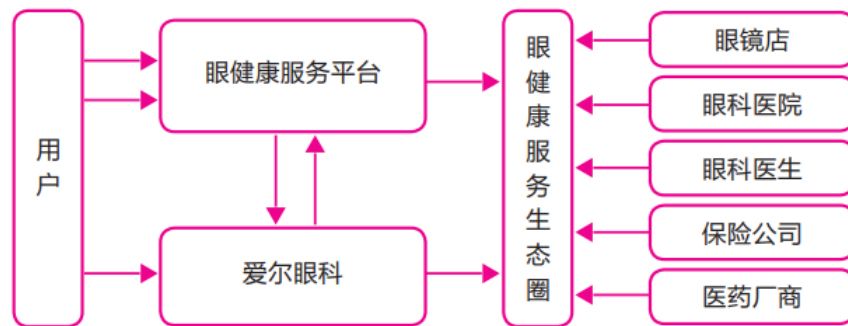 用户
眼健康服务平台
爱尔眼科
眼健康服务生态圈
眼镜店
眼科医院
眼科医生
保险公司
医药厂商